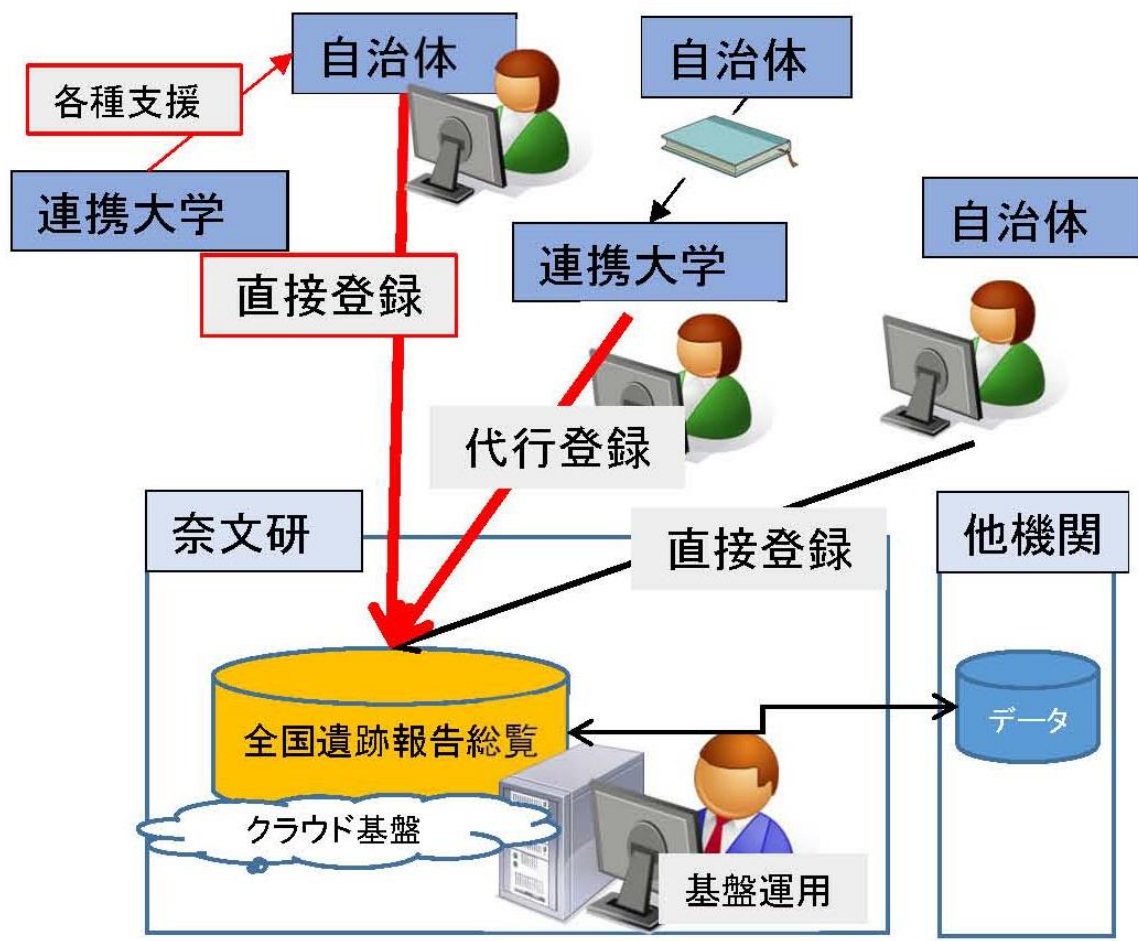 自治体
自治体
各種支援
連携大学
自治体
連携大学
直接登録
代行登録
奈文研
直接登録
他機関
全国遺跡報告総覧
データ
クラウド基盤
基盤運用